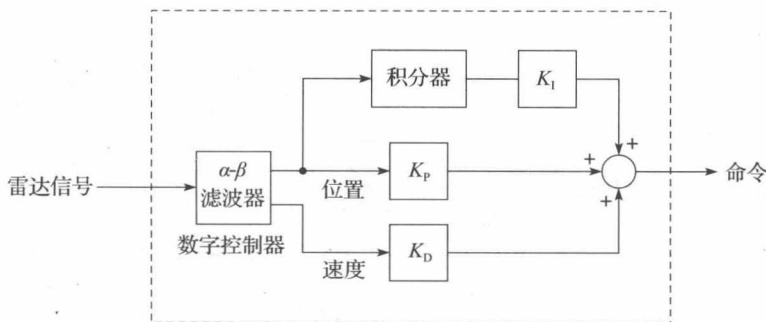 积分器
K_I
+
雷达信号
α-β
滤波器
位置
K_P
+
命令
+
数字控制器
速度
K_D